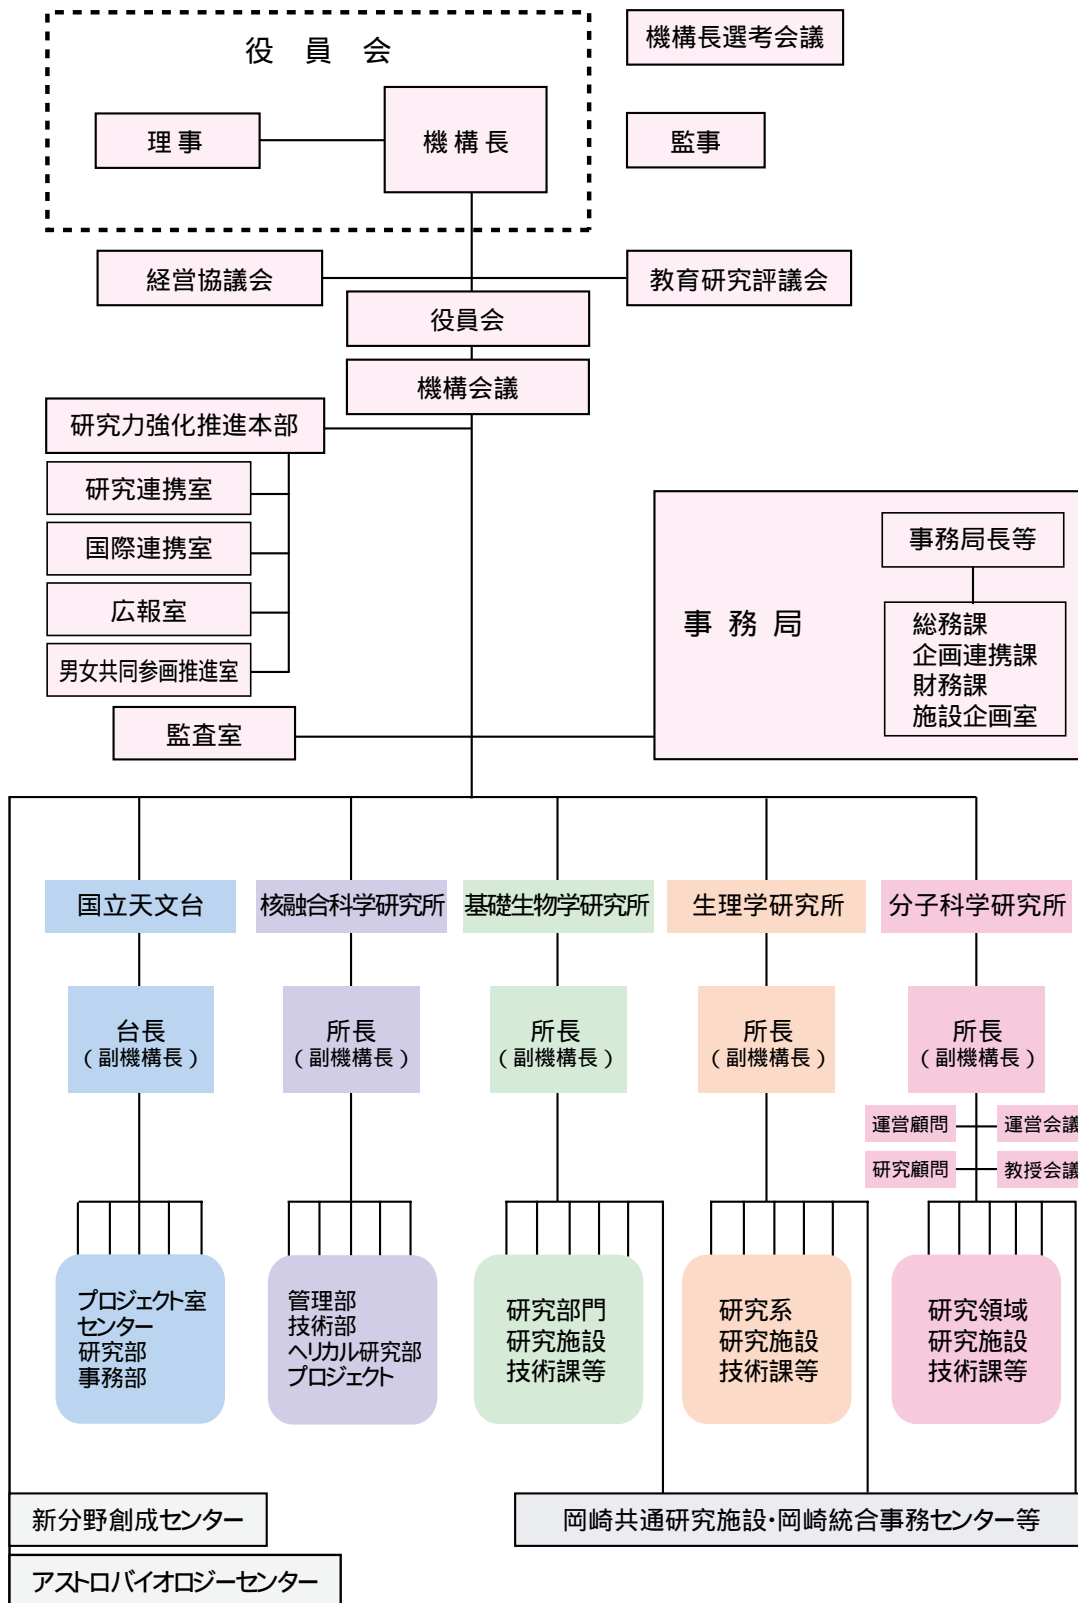 役員会
機構長選考会議
理事
機構長
監事
経営協議会
教育研究評議会
役員会
機構会議
研究力強化推進本部
研究連携室
国際連携室
広報室
男女共同参画推進室
監査室
事務局
事務局長等
総務課
企画連携課
財務課
施設企画室
国立天文台
核融合科学研究所
基礎生物学研究所
生理学研究所
分子科学研究所
台長
(副機構長)
所長
(副機構長)
所長
(副機構長)
所長
(副機構長)
所長
(副機構長)
運営顧問
運営会議
研究顧問
教授会議
プロジェクト室
センター
研究部
事務部
管理部
技術部
ヘリカル研究部
プロジェクト
研究部門
研究施設
技術課等
研究系
研究施設
技術課等
研究領域
研究施設
技術課等
新分野創成センター
岡崎共通研究施設・岡崎統合事務センター等
アストロバイオロジーセンター